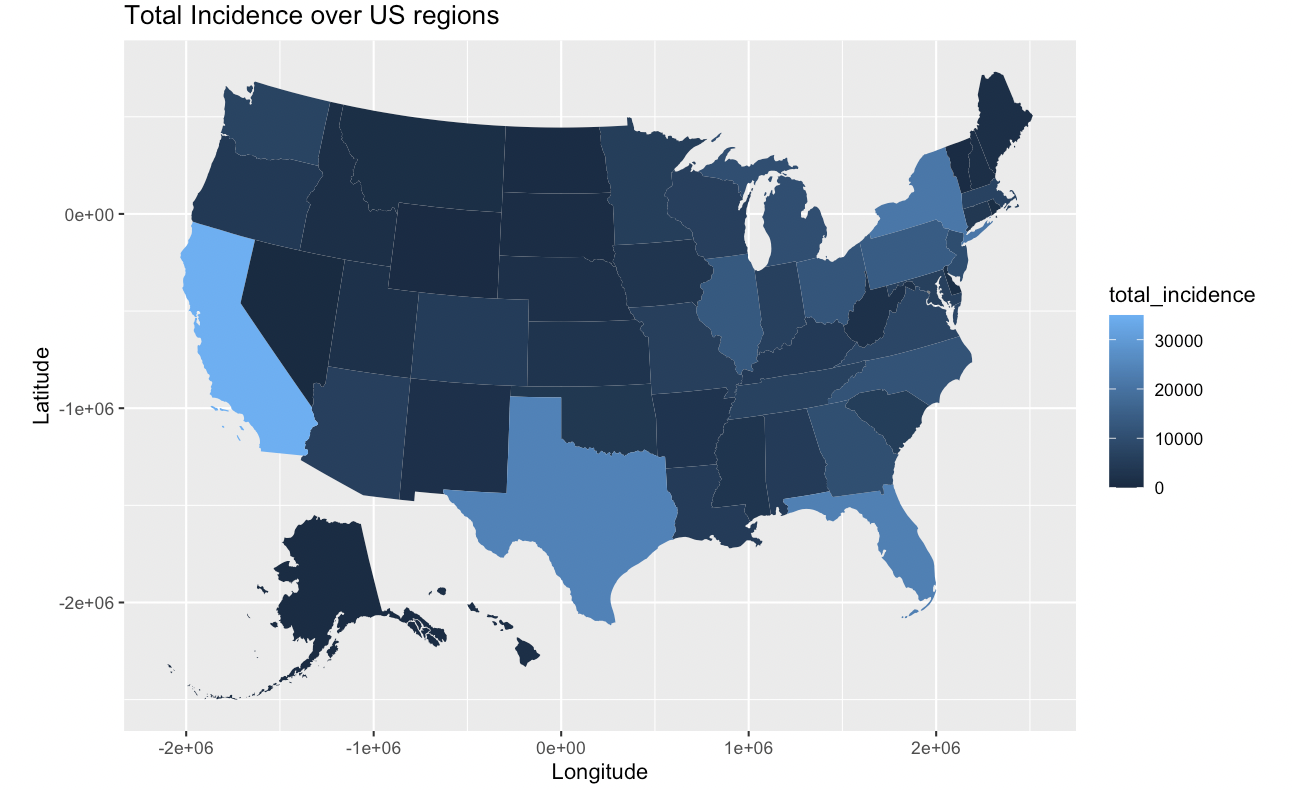 Total Incidence over US regions
Latitude
0e+00
-1e+06
-2e+06
-2e+06
-1e+06
0e+00
1e+06
2e+06
Longitude
total_incidence
30000
20000
10000
0